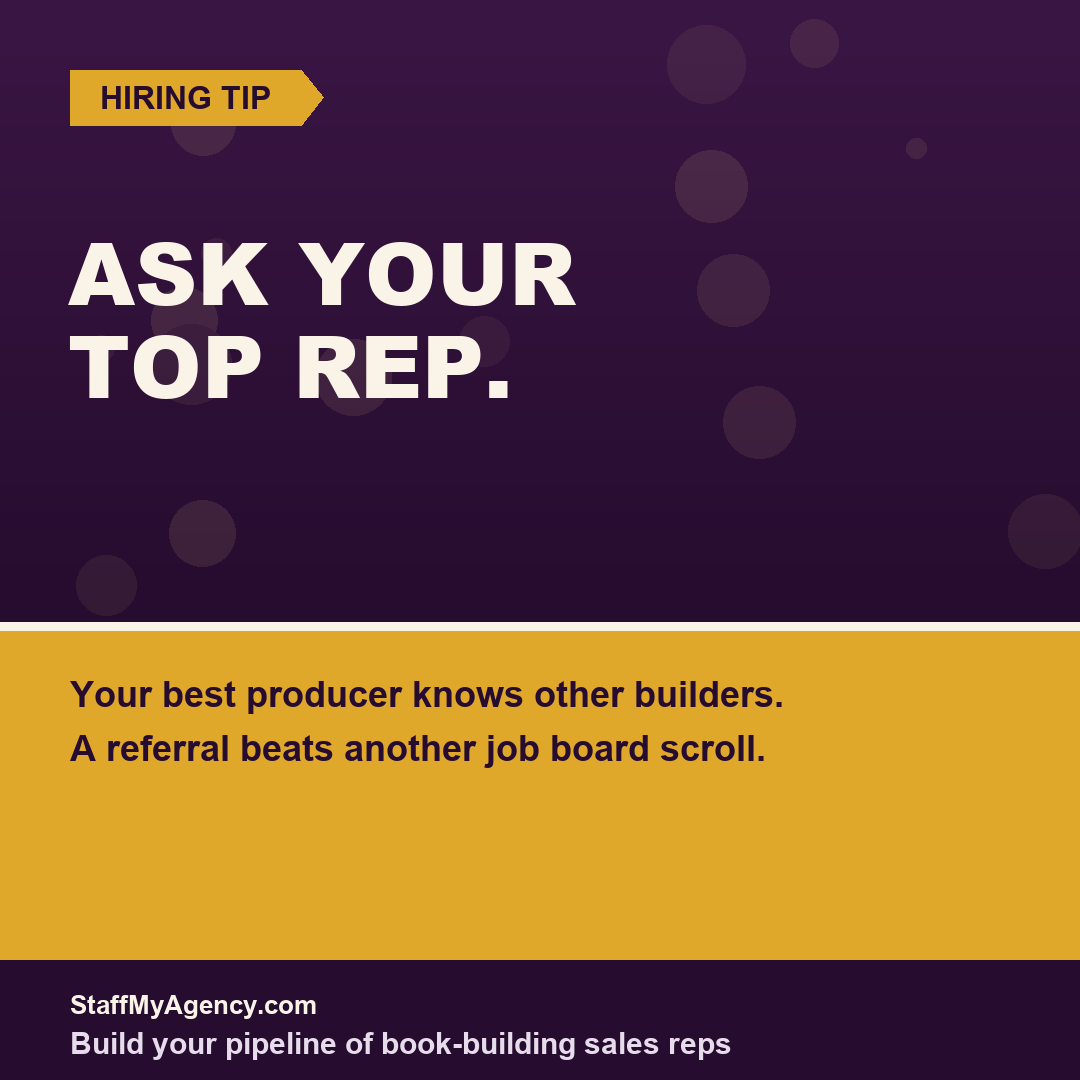 HIRING TIP
ASK YOUR
TOP REP.
Your best producer knows other builders.
A referral beats another job board scroll.
StaffMyAgency.com
Build your pipeline of book-building sales reps